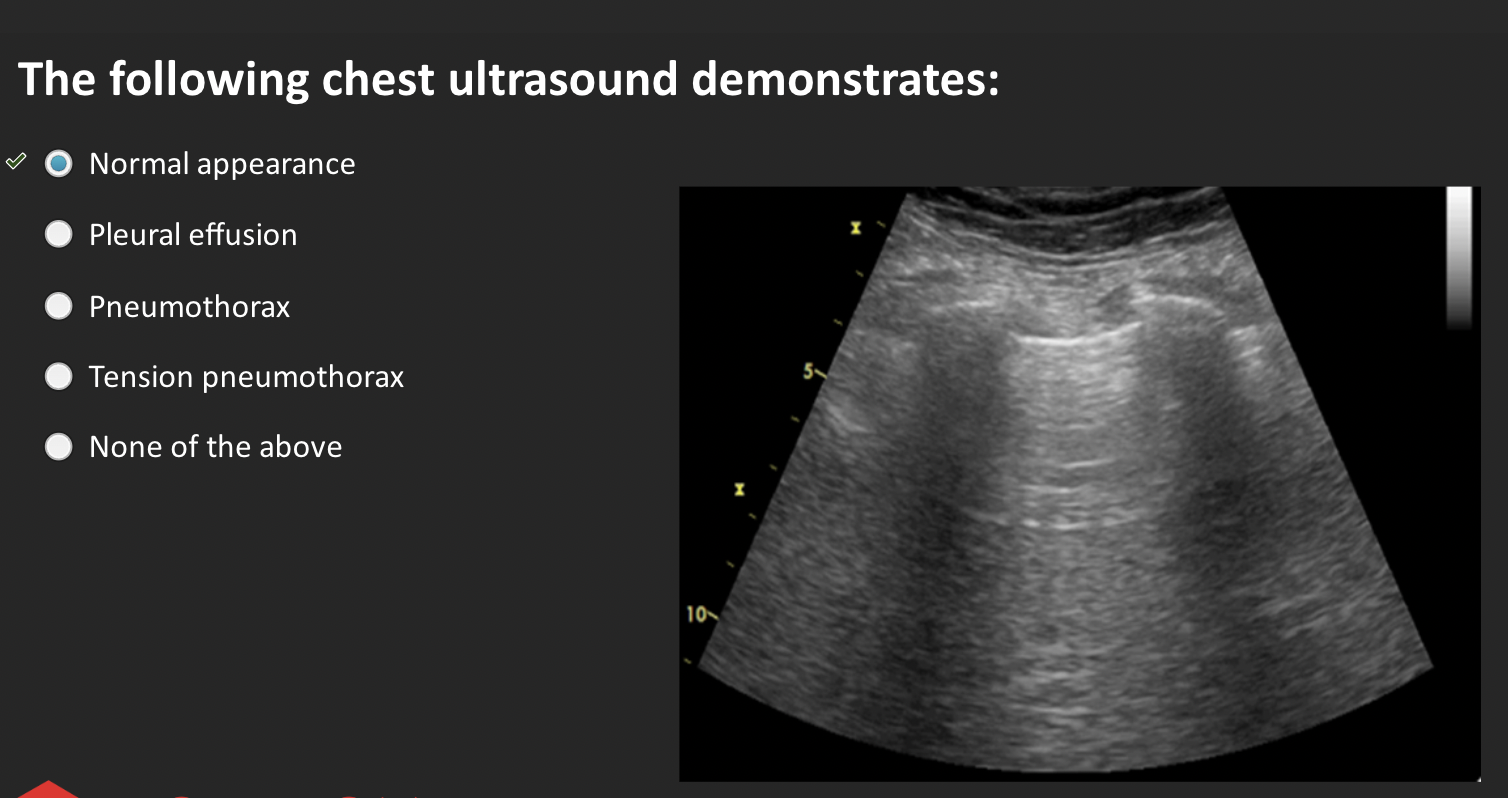 The following chest ultrasound demonstrates:
Normal appearance
Pleural effusion
Pneumothorax
Tension pneumothorax
None of the above
5
10